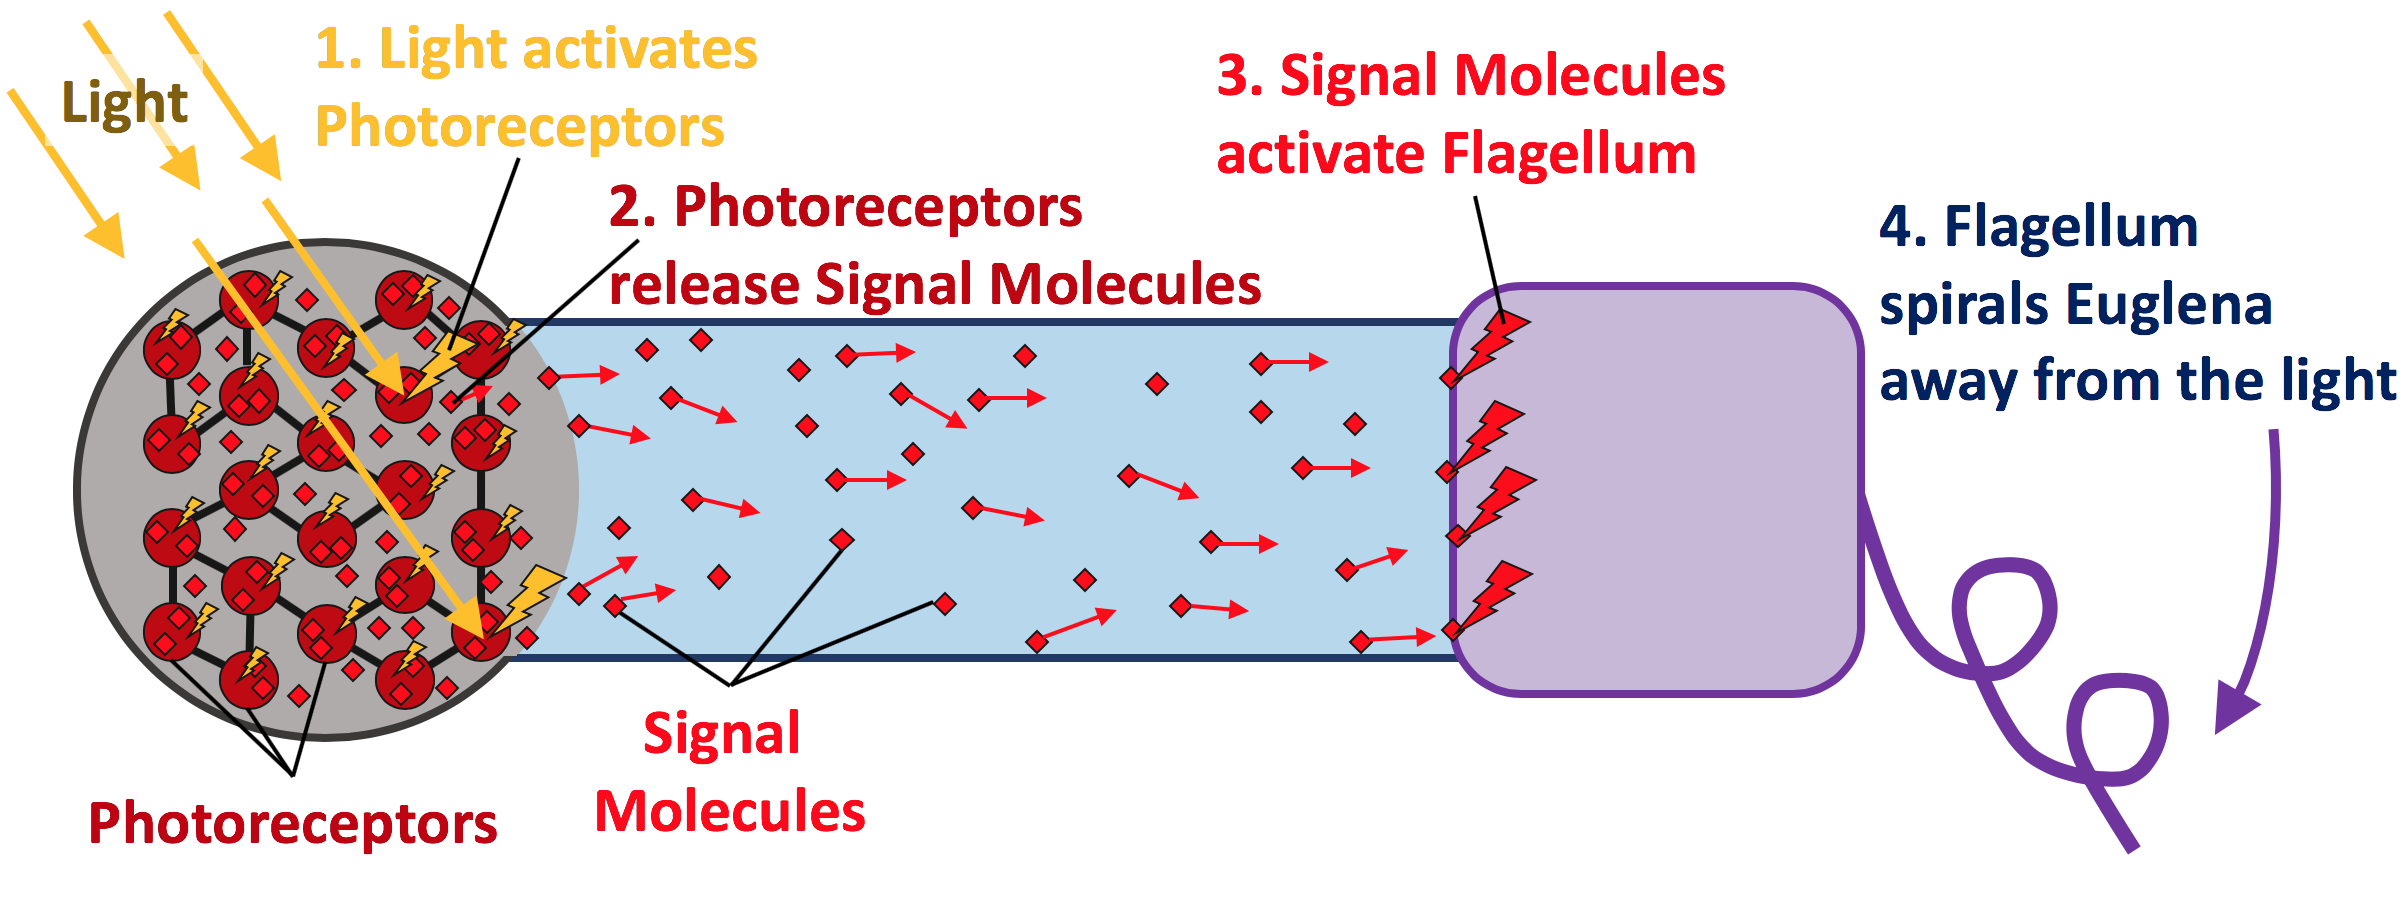 Light
1. Light activates
Photoreceptors
2. Photoreceptors
release Signal Molecules
3. Signal Molecules
activate Flagellum
4. Flagellum
spirals Euglena
away from the light
Signal
Molecules
Photoreceptors